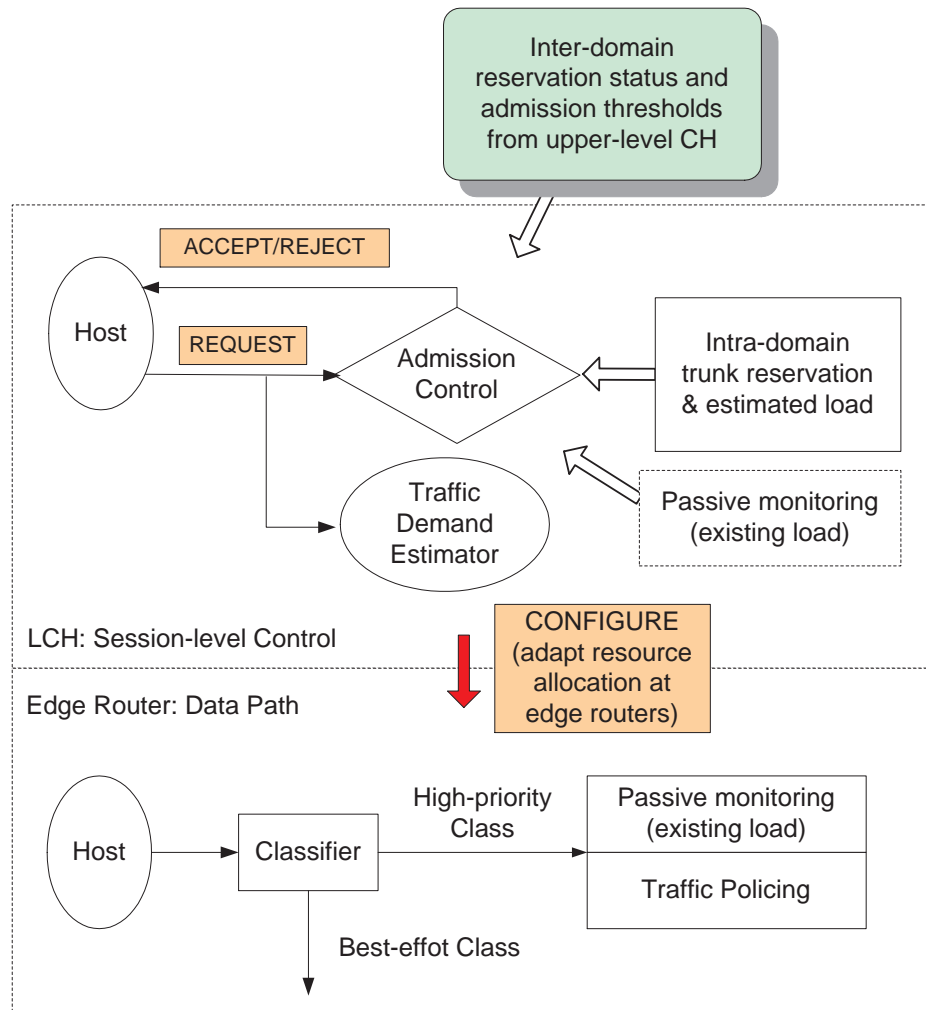 Inter-domain
reservation status and
admission thresholds
from upper-level CH
ACCEPT/REJECT
Host
REQUEST
Admission
Control
Intra-domain
trunk reservation
& estimated load
Traffic
Demand
Estimator
Passive monitoring
(existing load)
LCH: Session-level Control
CONFIGURE
(adapt resource
allocation at
edge routers)
Edge Router: Data Path
Host
Classifier
High-priority
Class
Passive monitoring
(existing load)
Traffic Policing
Best-effot Class